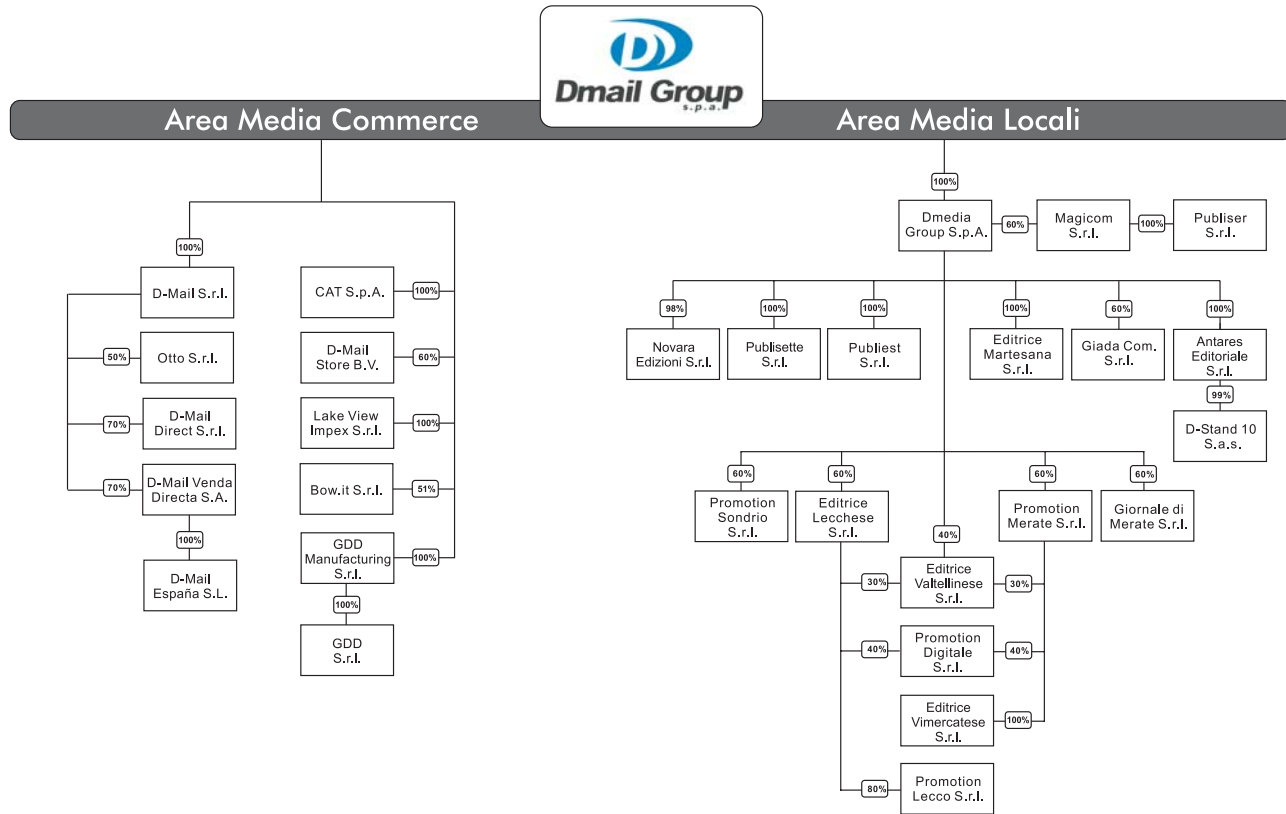 Dmail Group
s.p.a.
Area Media Commerce
Area Media Locali
100%
D-Mail S.r.l.
50%
Otto S.r.l.
70%
D-Mail
Direct S.r.l.
70%
D-Mail Venda
Directa S.A.
100%
D-Mail
España S.L.
CAT S.p.A.
100%
D-Mail
Store B.V.
60%
Lake View
Impex S.r.l.
100%
Bow.it S.r.l.
51%
GDD
Manufacturing
S.r.l.
100%
100%
GDD
S.r.l.
100%
Dmedia
Group S.p.A.
60%
Magicom
S.r.l.
100%
Publiser
S.r.l.
98%
Novara
Edizioni S.r.l.
100%
Publisette
S.r.l.
100%
Publiest
S.r.l.
100%
Editrice
Martesana
S.r.l.
60%
Giada Com.
S.r.l.
100%
Antares
Editoriale
S.r.l.
99%
D-Stand 10
S.a.s.
60%
Promotion
Sondrio
S.r.l.
60%
Editrice
Lecchese
S.r.l.
60%
Promotion
Merate S.r.l.
60%
Giornale di
Merate S.r.l.
40%
30%
Editrice
Valtellinese
S.r.l.
30%
40%
Promotion
Digitale
S.r.l.
40%
Editrice
Vimercatese
S.r.l.
100%
80%
Promotion
Lecco S.r.l.